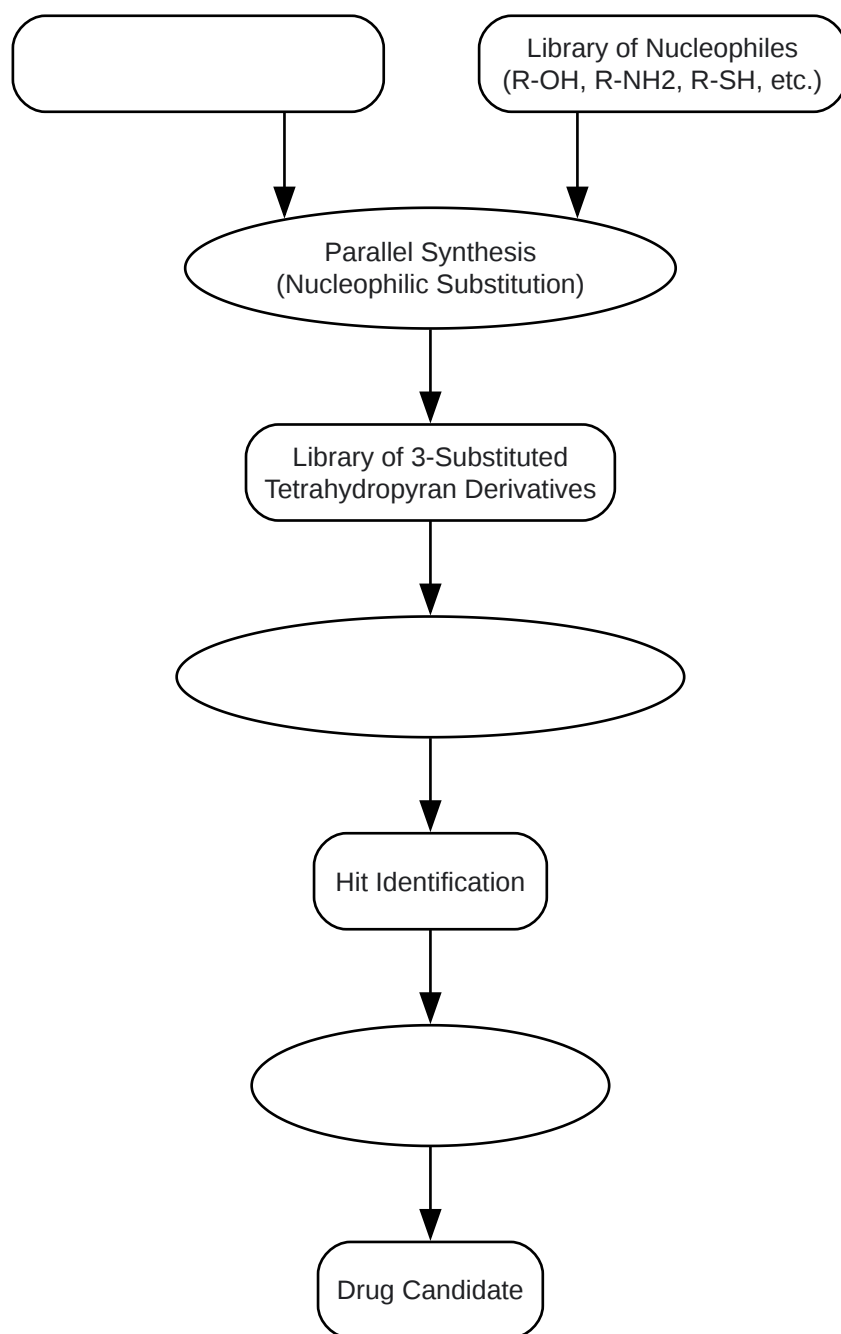 Library of Nucleophiles
(R-OH, R-NH2, R-SH, etc.)
Parallel Synthesis
(Nucleophilic Substitution)
Library of 3-Substituted
Tetrahydropyran Derivatives
Hit Identification
Drug Candidate